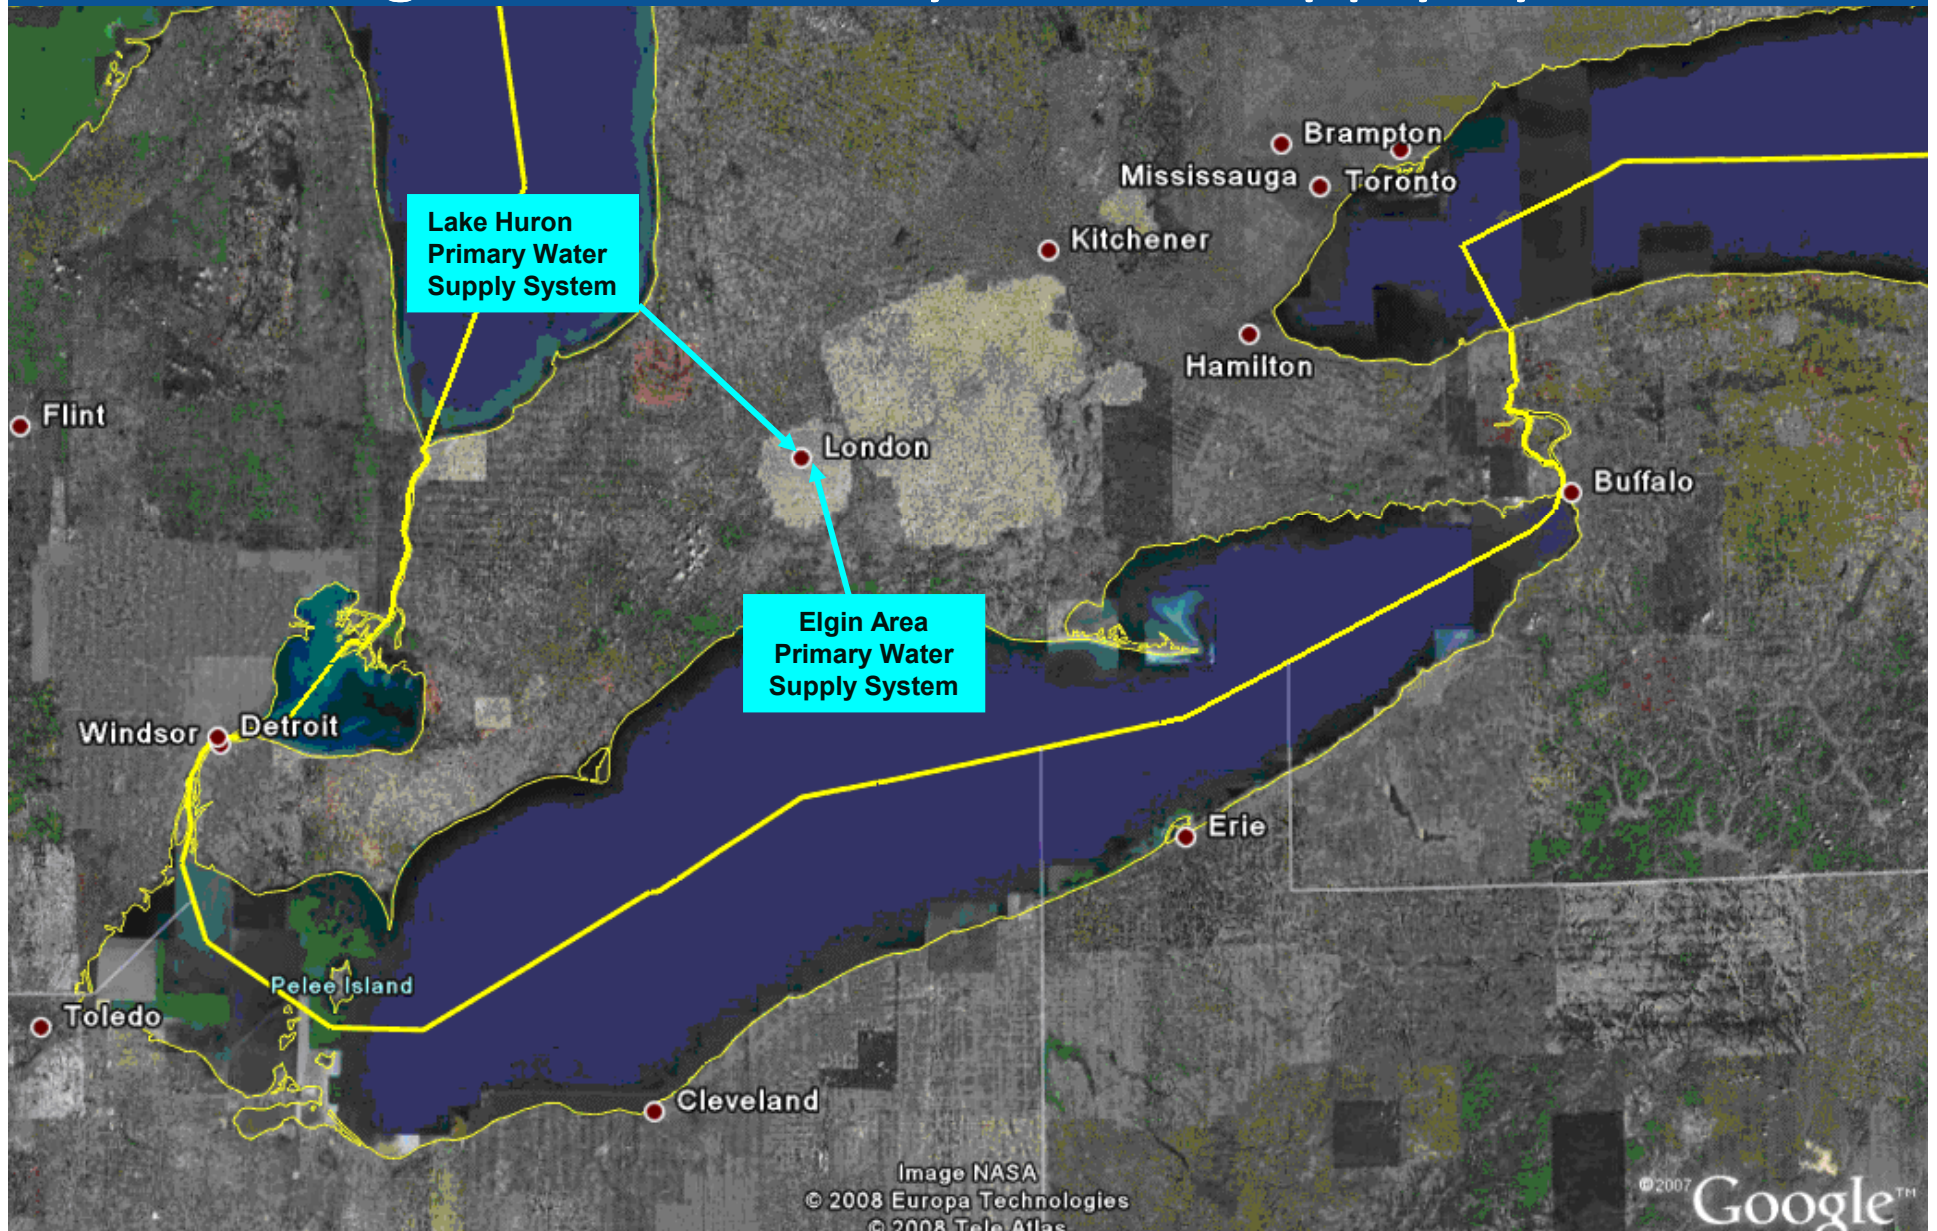 Brampton
Mississauga
Toronto
Lake Huron
Primary Water
Supply System
Kitchener
Hamilton
Flint
London
Buffalo
Elgin Area
Primary Water
Supply System
Windsor
Detroit
Erie
Pelee Island
Toledo
Cleveland
Image NASA
© 2008 Europa Technologies
© 2008 Tele Atlas
©2007 Google™